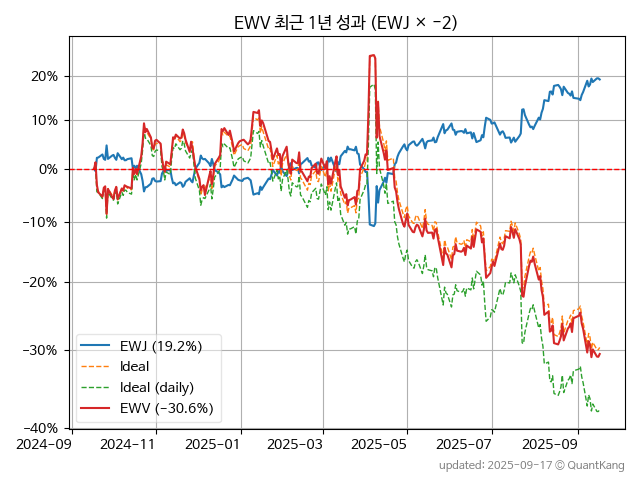 EWV 최근 1년 성과 (EWJ × −2)
20%
10%
0%
−10%
−20%
−30%
−40%
EWJ (19.2%)
Ideal
Ideal (daily)
EWV (−30.6%)
2024-09
2024-11
2025-01
2025-03
2025-05
2025-07
2025-09
updated: 2025-09-17 © QuantKang